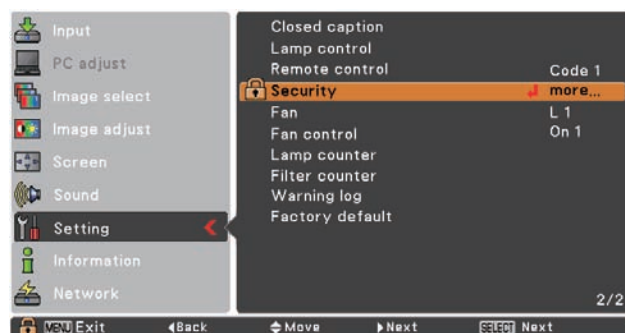 Input
PC adjust
Image select
Image adjust
Screen
Sound
Setting
Information
Network
Closed caption
Lamp control
Remote control Code 1
Security more...
Fan L 1
Fan control On 1
Lamp counter
Filter counter
Warning log
Factory default
2/2
MENU Exit ◀Back Move ▶Next SELECT Next